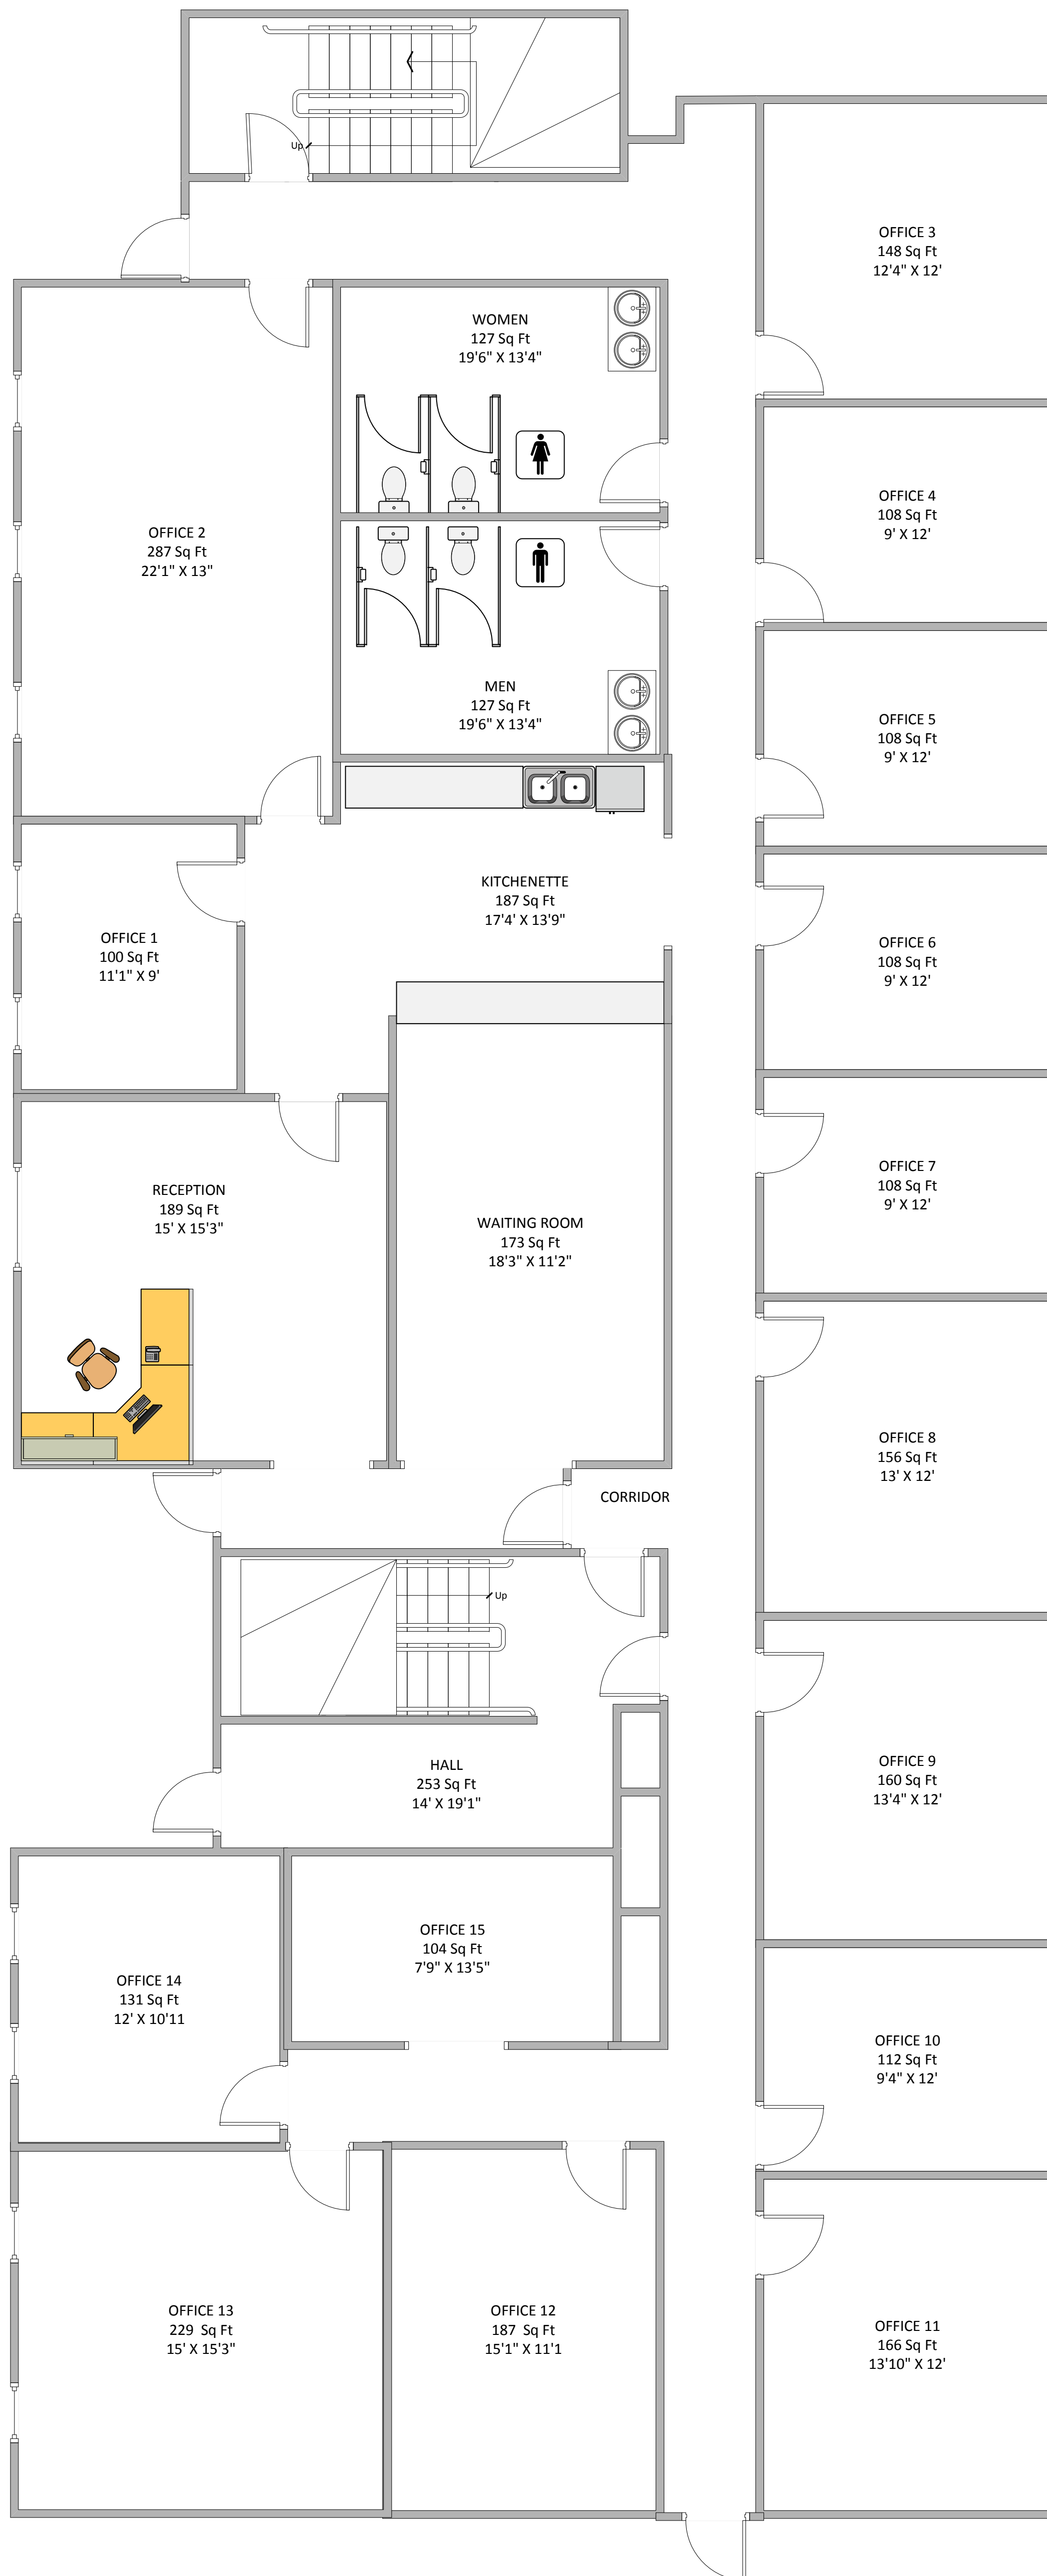 Up
OFFICE 3
148 Sq Ft
12'4" X 12'
WOMEN
127 Sq Ft
19'6" X 13'4"
OFFICE 4
108 Sq Ft
9' X 12'
OFFICE 2
287 Sq Ft
22'1" X 13"
MEN
127 Sq Ft
19'6" X 13'4"
OFFICE 5
108 Sq Ft
9' X 12'
KITCHENETTE
187 Sq Ft
17'4' X 13'9"
OFFICE 1
100 Sq Ft
11'1" X 9'
OFFICE 6
108 Sq Ft
9' X 12'
OFFICE 7
108 Sq Ft
9' X 12'
RECEPTION
189 Sq Ft
15' X 15'3"
WAITING ROOM
173 Sq Ft
18'3" X 11'2"
OFFICE 8
156 Sq Ft
13' X 12'
CORRIDOR
Up
HALL
253 Sq Ft
14' X 19'1"
OFFICE 9
160 Sq Ft
13'4" X 12'
OFFICE 15
104 Sq Ft
7'9" X 13'5"
OFFICE 14
131 Sq Ft
12' X 10'11
OFFICE 10
112 Sq Ft
9'4" X 12'
OFFICE 13
229 Sq Ft
15' X 15'3"
OFFICE 12
187 Sq Ft
15'1" X 11'1
OFFICE 11
166 Sq Ft
13'10" X 12'